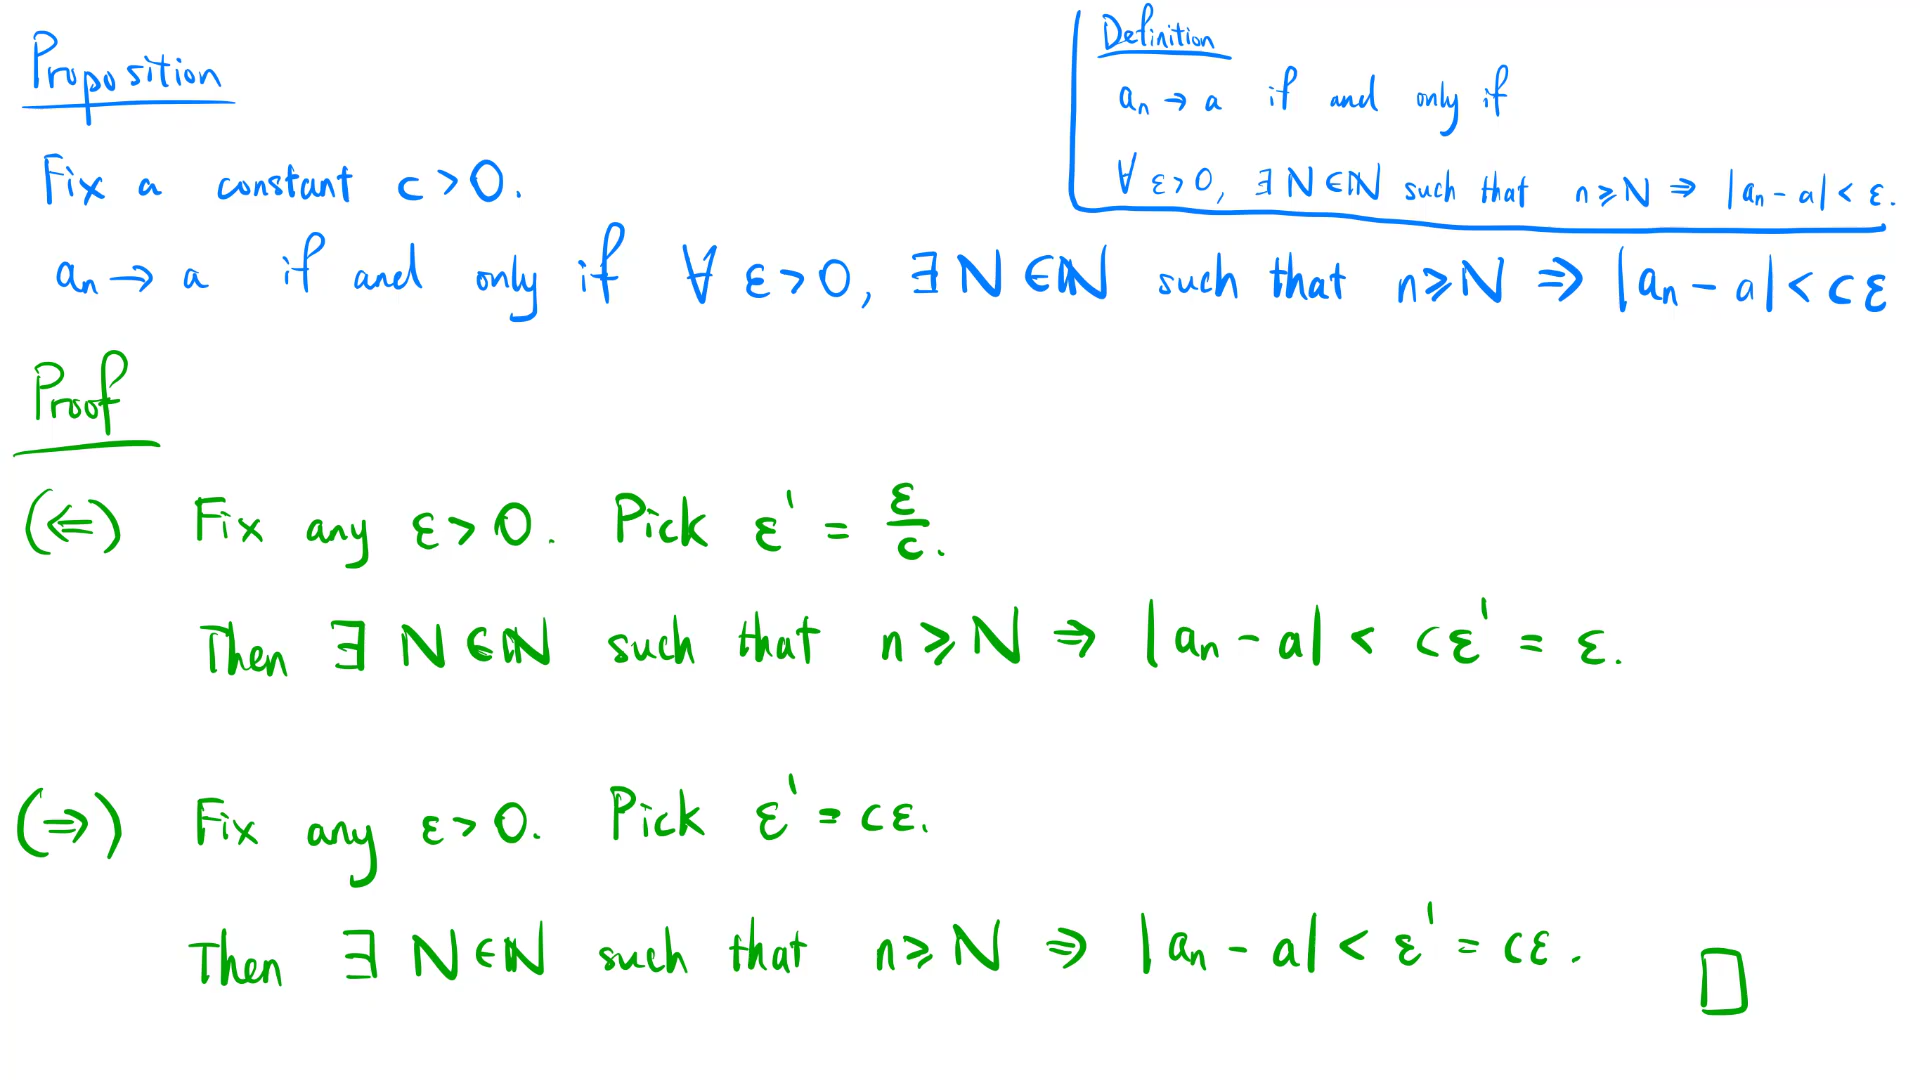 Proposition
Fix a constant c > 0.
aₙ → a if and only if ∀ ε > 0, ∃ N ∈ ℕ such that n ⩾ N ⇒ |aₙ - a| < cε
Definition
aₙ → a if and only if
∀ ε > 0, ∃ N ∈ ℕ such that n ⩾ N ⇒ |aₙ - a| < ε.
Proof
(⇐) Fix any ε > 0. Pick ε' = ε/c.
Then ∃ N ∈ ℕ such that n ⩾ N ⇒ |aₙ - a| < cε' = ε.
(⇒) Fix any ε > 0. Pick ε' = cε.
Then ∃ N ∈ ℕ such that n ⩾ N ⇒ |aₙ - a| < ε' = cε. □